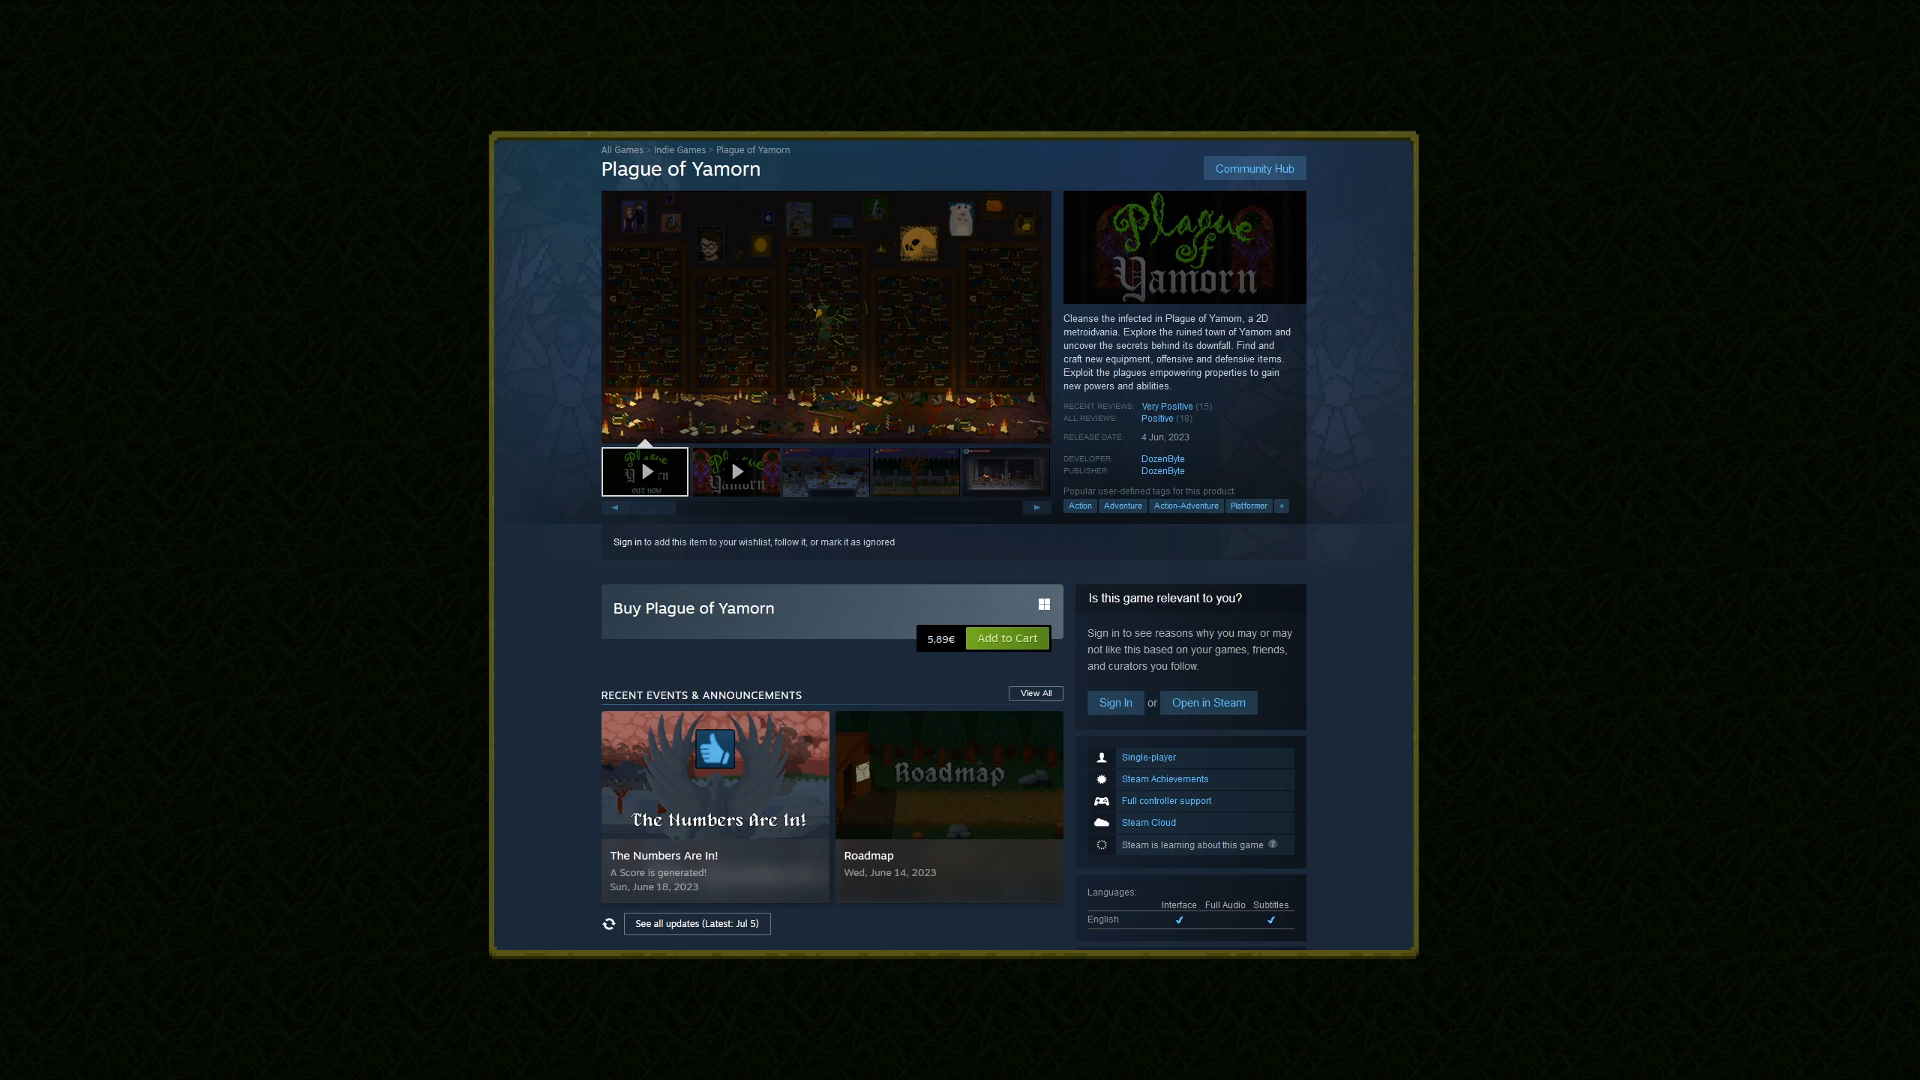 All Games > Indie Games > Plague of Yamorn
Plague of Yamorn
Community Hub
Plague
of
Yamorn
Cleanse the infected in Plague of Yamorn, a 2D
metroidvania. Explore the ruined town of Yamorn and
uncover the secrets behind its downfall. Find and
craft new equipment, offensive and defensive items.
Exploit the plagues empowering properties to gain
new powers and abilities.
RECENT REVIEWS: Very Positive (15)
ALL REVIEWS: Positive (18)
RELEASE DATE: 4 Jun, 2023
DEVELOPER: DozenByte
PUBLISHER: DozenByte
Popular user-defined tags for this product:
Action Adventure Action-Adventure Platformer +
OUT NOW
Sign in to add this item to your wishlist, follow it, or mark it as ignored
Buy Plague of Yamorn
5,89€ Add to Cart
RECENT EVENTS & ANNOUNCEMENTS
View All
The Numbers Are In!
The Numbers Are In!
A Score is generated!
Sun, June 18, 2023
Roadmap
Roadmap
Wed, June 14, 2023
See all updates (Latest: Jul 5)
Is this game relevant to you?
Sign in to see reasons why you may or may
not like this based on your games, friends,
and curators you follow.
Sign In or Open in Steam
Single-player
Steam Achievements
Full controller support
Steam Cloud
Steam is learning about this game ?
Languages:
Interface Full Audio Subtitles
English ✔ ✔